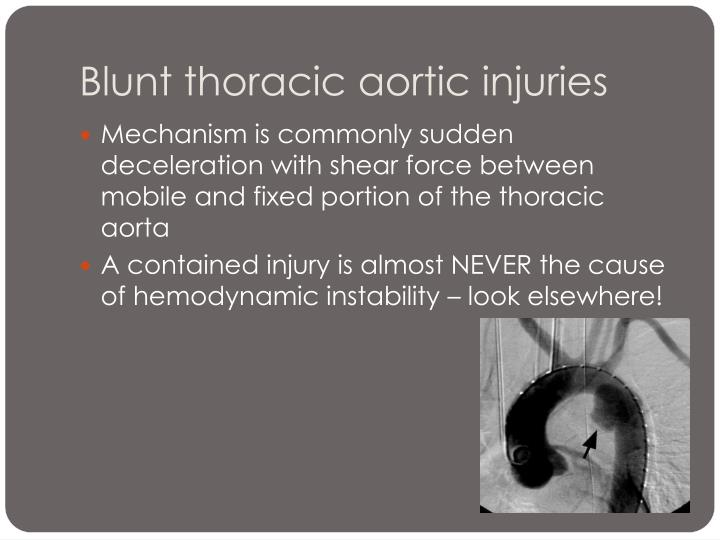 Blunt thoracic aortic injuries
• Mechanism is commonly sudden
deceleration with shear force between
mobile and fixed portion of the thoracic
aorta
• A contained injury is almost NEVER the cause
of hemodynamic instability – look elsewhere!